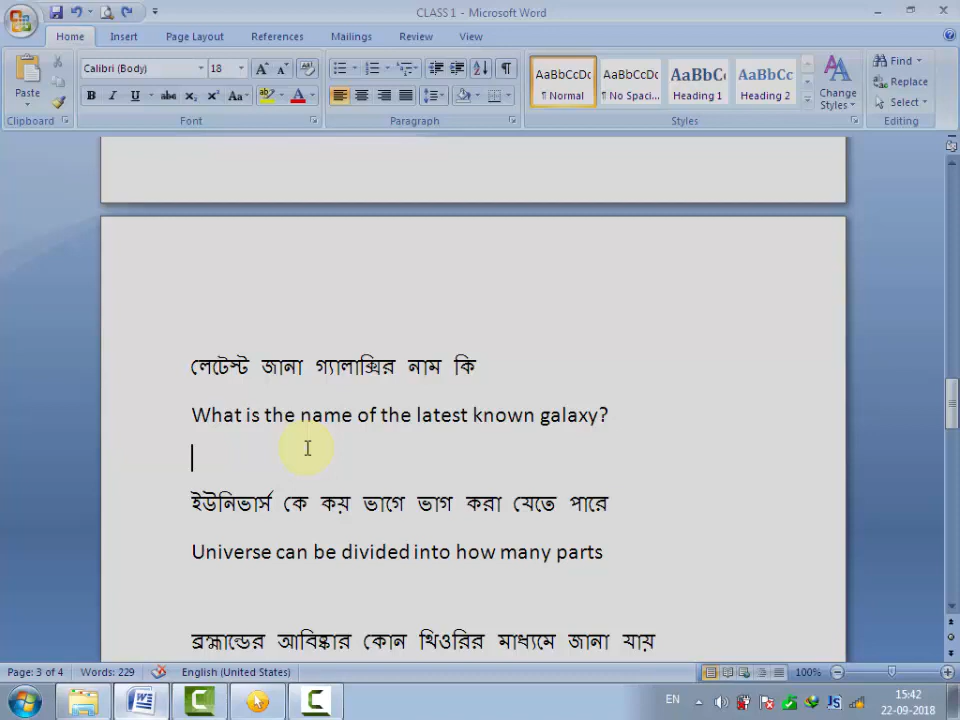 CLASS 1 - Microsoft Word
Home Insert Page Layout References Mailings Review View
Paste
Calibri (Body) 18
AaBbCcDc AaBbCcDc AaBbC AaBbCc
¶ Normal ¶ No Spaci... Heading 1 Heading 2
Change Styles
Find
Replace
Select
Clipboard Font Paragraph Styles Editing
লেটেস্ট জানা গ্যালাক্সির নাম কি
What is the name of the latest known galaxy?
ইউনিভার্স কে কয় ভাগে ভাগ করা যেতে পারে
Universe can be divided into how many parts
ব্রহ্মান্ডের আবিষ্কার কোন থিওরির মাধ্যমে জানা যায়
Page: 3 of 4 Words: 229 English (United States) 100%
EN 15:42
22-09-2018